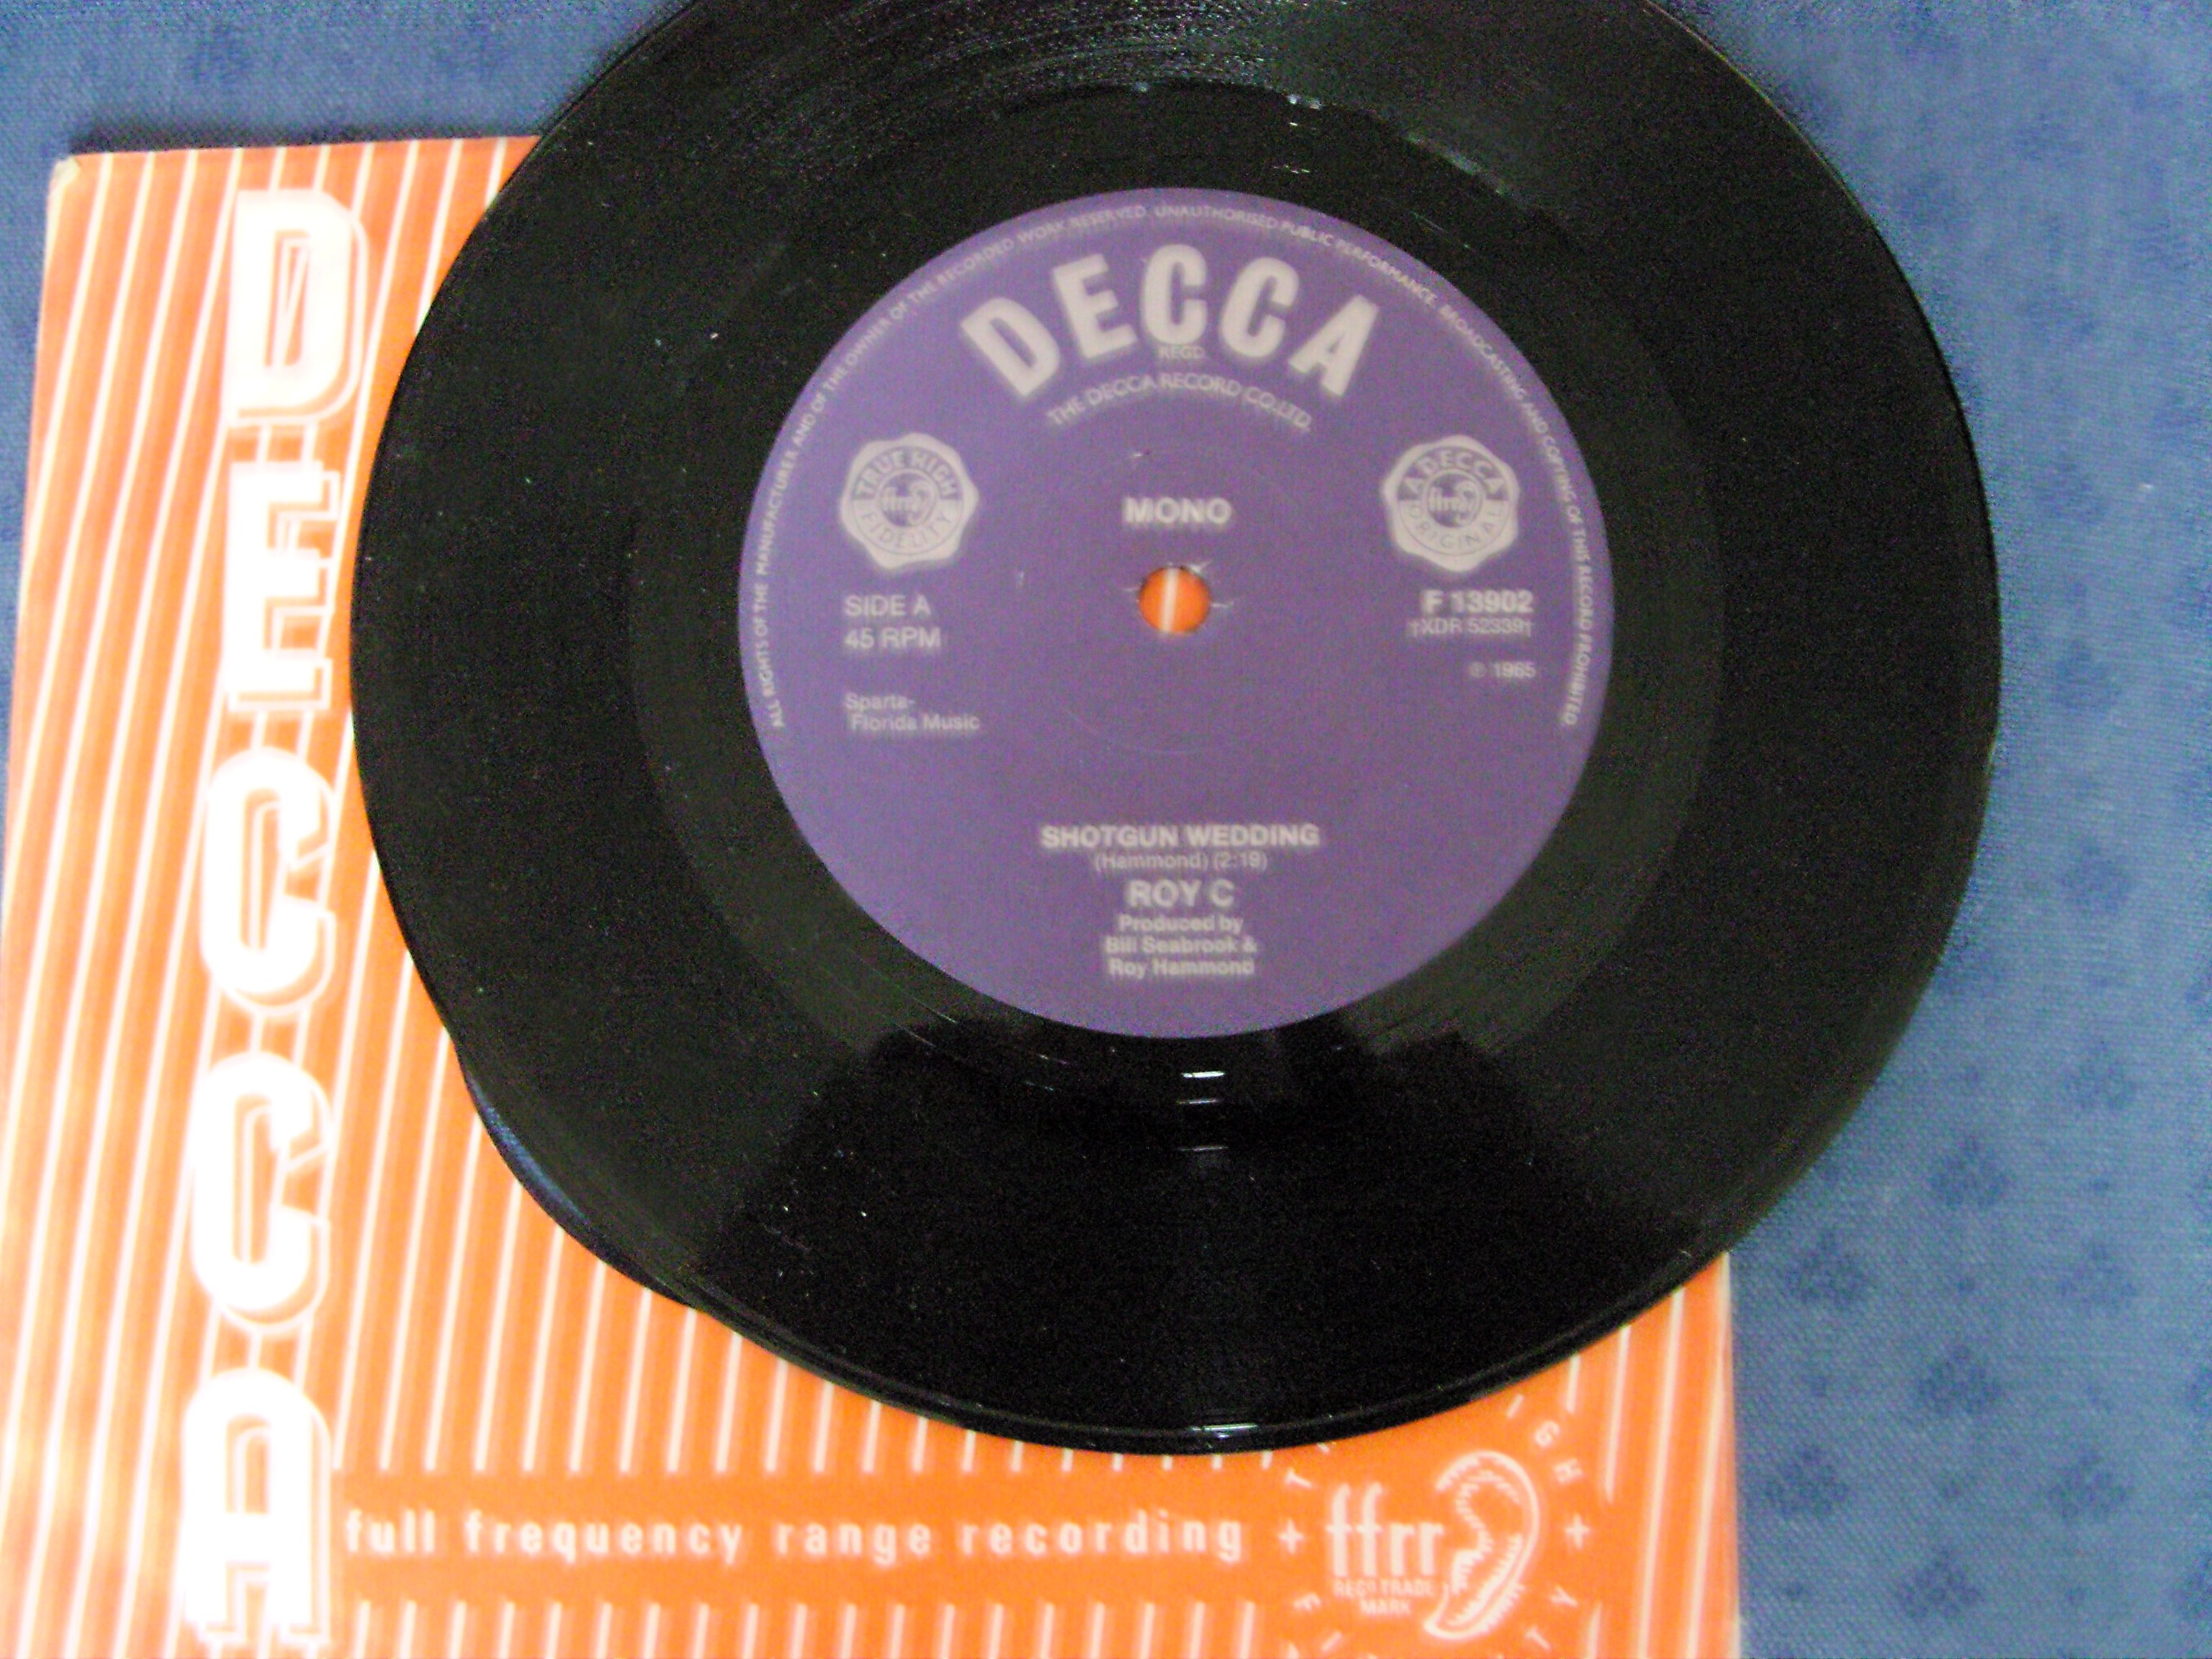 ALL RIGHTS OF THE MANUFACTURER AND OF THE OWNER OF THE RECORDED WORK RESERVED. UNAUTHORISED PUBLIC PERFORMANCE, BROADCASTING AND COPYING OF THIS RECORD PROHIBITED
DECCA
REGD.
THE DECCA RECORD CO. LTD.
TRUE HIGH
ffrr
FIDELITY
A DECCA
ffrr
ORIGINAL
MONO
SIDE A
45 RPM
F 13902
†XDR 52339†
℗ 1965
Sparta-
Florida Music
SHOTGUN WEDDING
(Hammond) (2:19)
ROY C
Produced by
Bill Seabrook &
Roy Hammond
DECCA
full frequency range recording
+ ffrr +
REGD TRADE
MARK